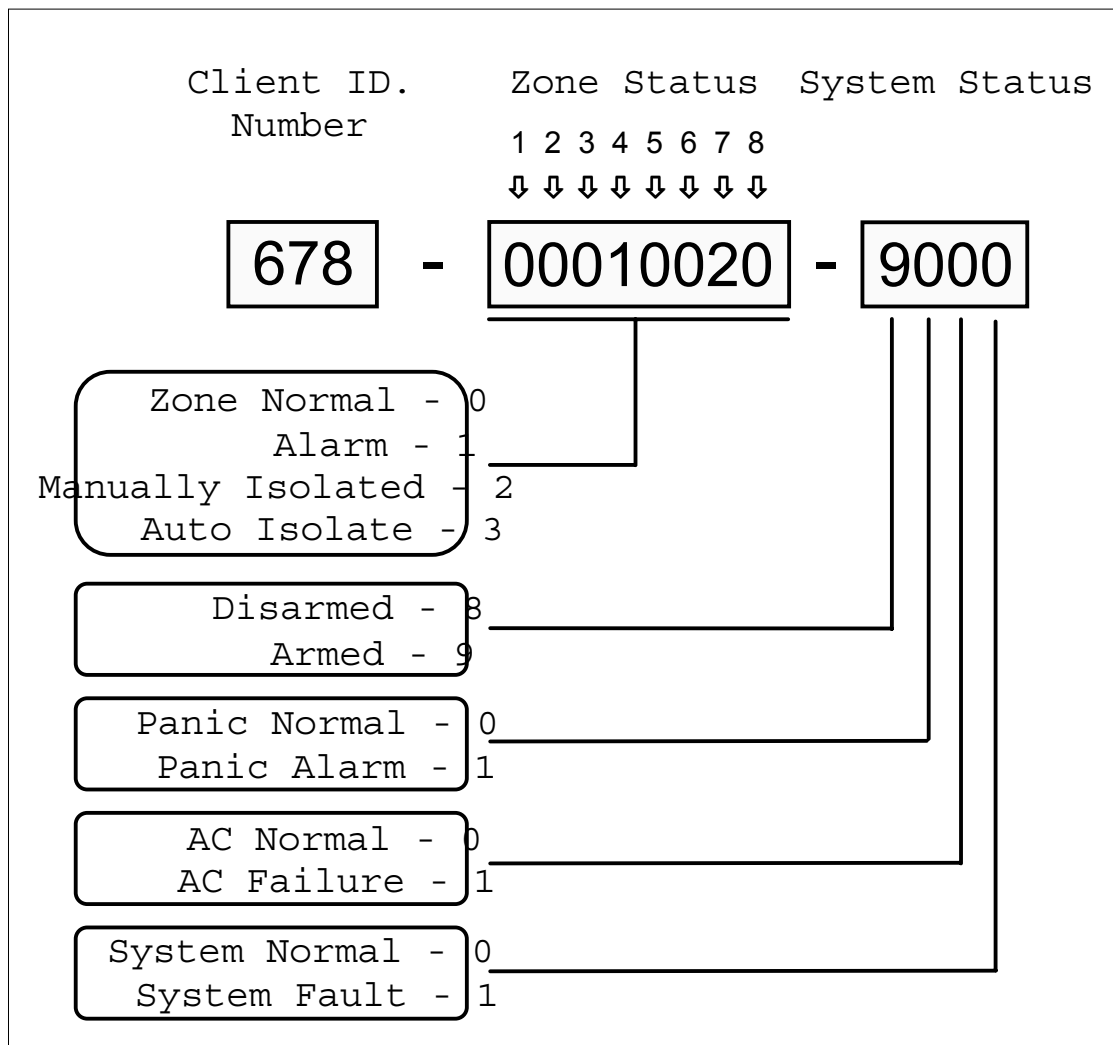 Client ID. Zone Status System Status
Number
1 2 3 4 5 6 7 8
678 - 00010020 - 9000
Zone Normal - 0
Alarm - 1
Manually Isolated - 2
Auto Isolate - 3
Disarmed - 8
Armed - 9
Panic Normal - 0
Panic Alarm - 1
AC Normal - 0
AC Failure - 1
System Normal - 0
System Fault - 1